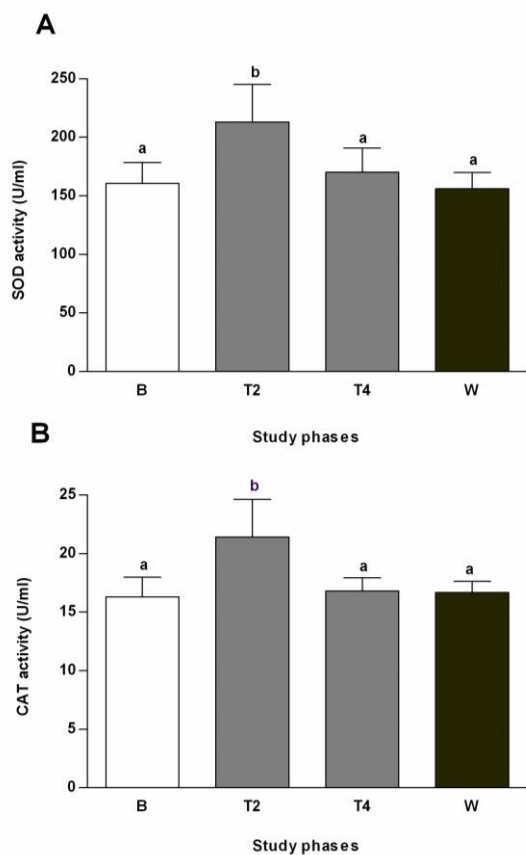 A
250
200
150
100
50
0
SOD activity (U/ml)
a
b
a
a
B T2 T4 W
Study phases
B
25
20
15
10
5
0
CAT activity (U/ml)
a
b
a
a
B T2 T4 W
Study phases